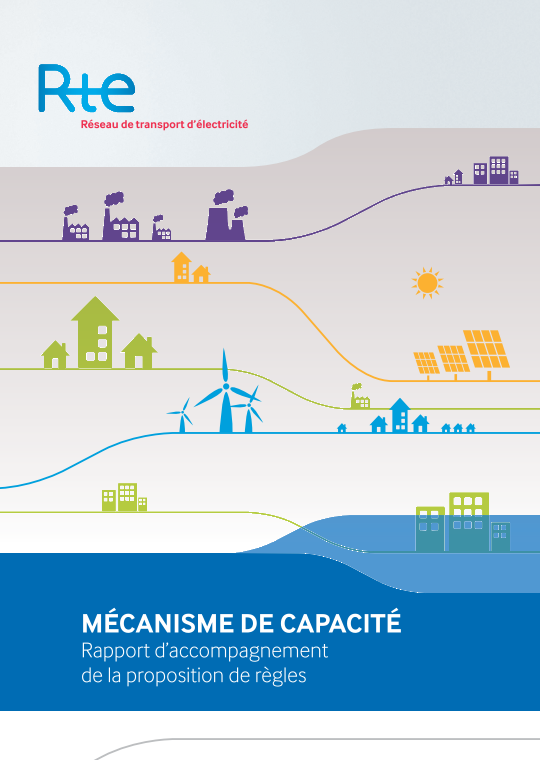 Rte
Réseau de transport d'électricité
MÉCANISME DE CAPACITÉ
Rapport d'accompagnement
de la proposition de règles